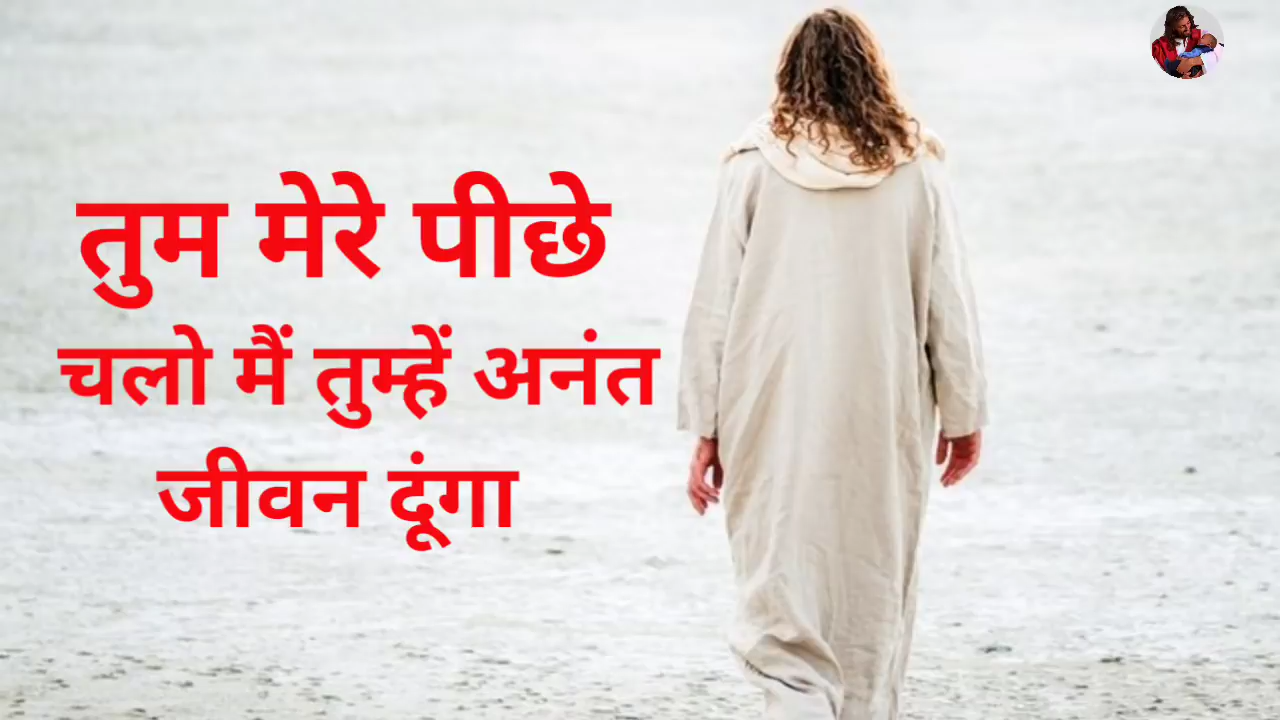 तुम मेरे पीछे
चलो मैं तुम्हें अनंत
जीवन दूंगा